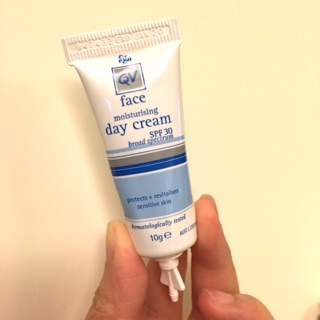 Ego
QV
face
moisturising
day cream
SPF 30
broad spectrum
protects + revitalises
sensitive skin
dermatologically tested
10g e